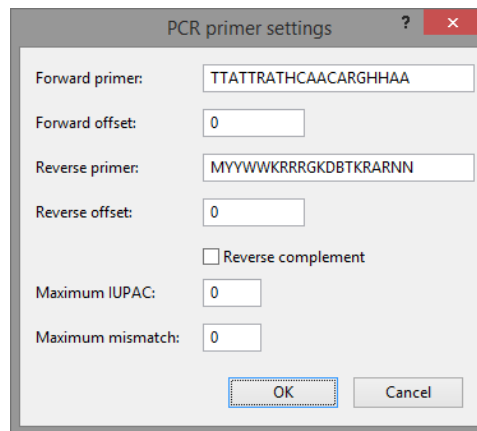 PCR primer settings ?
Forward primer: TTATTRATHCAACARGHHAA
Forward offset: 0
Reverse primer: MYYWWKRRRGKDBTKRARNN
Reverse offset: 0
Reverse complement
Maximum IUPAC: 0
Maximum mismatch: 0
OK Cancel